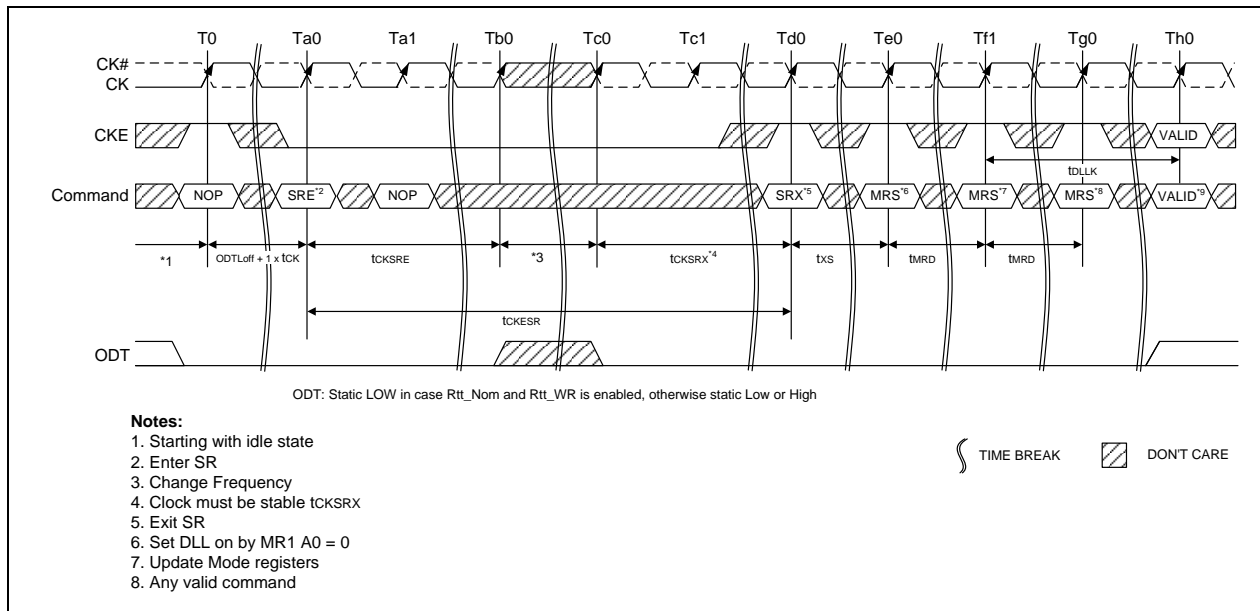 T0 Ta0 Ta1 Tb0 Tc0 Tc1 Td0 Te0 Tf1 Tg0 Th0
CK#
CK
CKE VALID
tDLLK
Command NOP SRE*2 NOP SRX*5 MRS*6 MRS*7 MRS*8 VALID*9
*1 ODTLoff + 1 x tCK tCKSRE *3 tCKSRX*4 tXS tMRD tMRD
tCKESR
ODT
ODT: Static LOW in case Rtt_Nom and Rtt_WR is enabled, otherwise static Low or High
Notes:
1. Starting with idle state
2. Enter SR
3. Change Frequency
4. Clock must be stable tCKSRX
5. Exit SR
6. Set DLL on by MR1 A0 = 0
7. Update Mode registers
8. Any valid command
TIME BREAK DON'T CARE